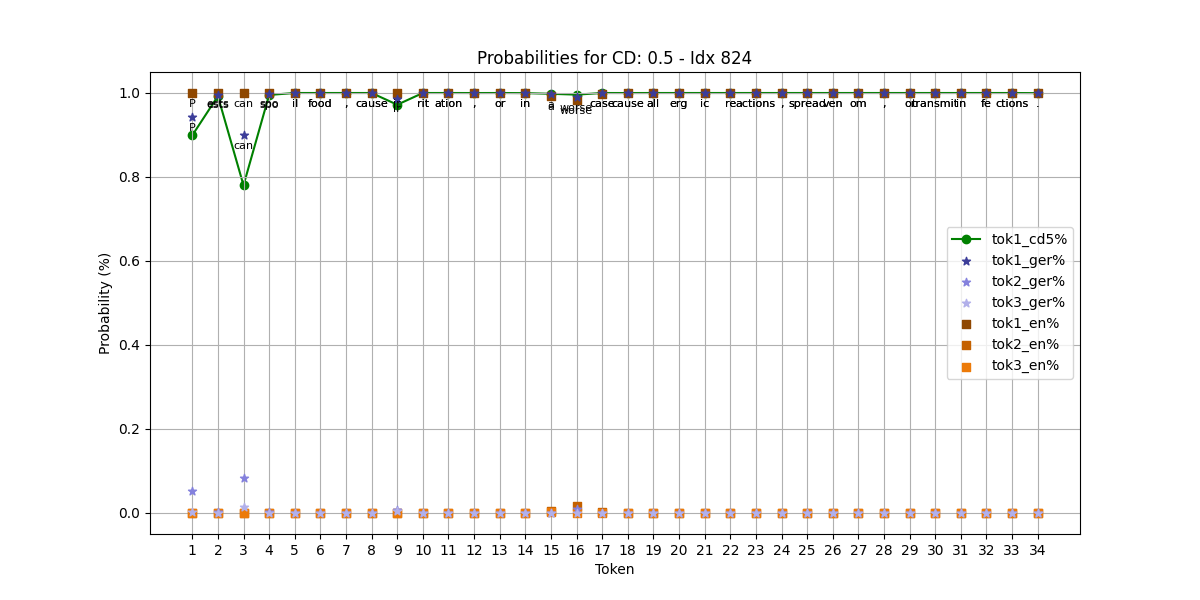 Probabilities for CD: 0.5 - Idx 824
Probability (%)
1.0
0.8
0.6
0.4
0.2
0.0
P can il food , cause rit ation , or in a case cause all erg ic reactions , spread ven om , or transmit in fe ctions .
P
can
a worse
worse
tok1_cd5%
tok1_ger%
tok2_ger%
tok3_ger%
tok1_en%
tok2_en%
tok3_en%
1 2 3 4 5 6 7 8 9 10 11 12 13 14 15 16 17 18 19 20 21 22 23 24 25 26 27 28 29 30 31 32 33 34
Token